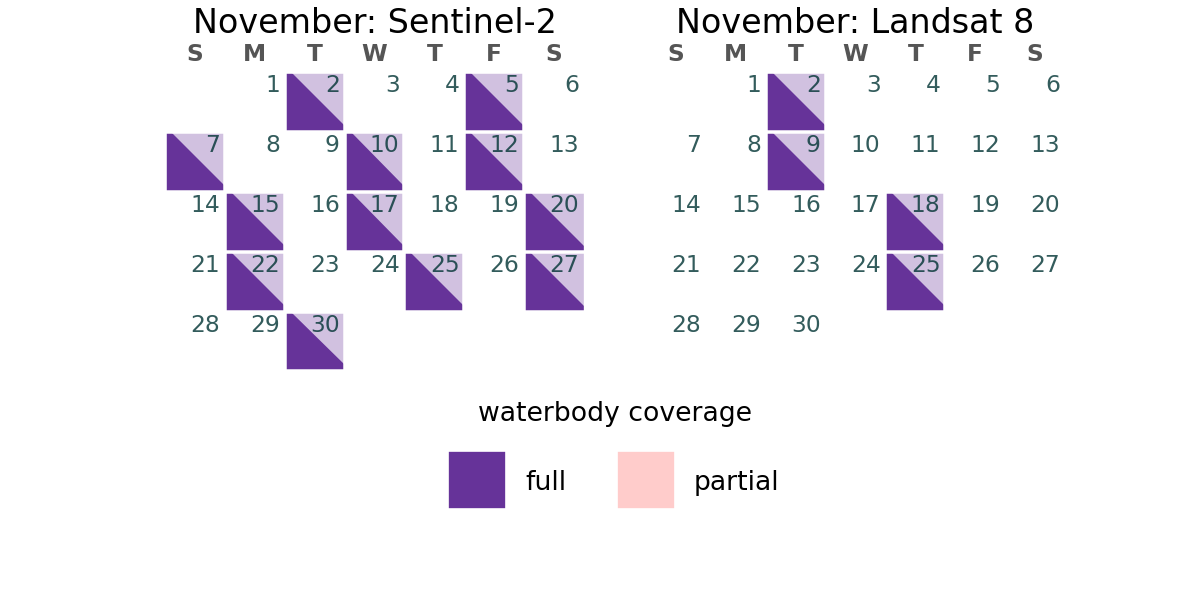 November: Sentinel-2
S M T W T F S
1 2 3 4 5 6
7 8 9 10 11 12 13
14 15 16 17 18 19 20
21 22 23 24 25 26 27
28 29 30
November: Landsat 8
S M T W T F S
1 2 3 4 5 6
7 8 9 10 11 12 13
14 15 16 17 18 19 20
21 22 23 24 25 26 27
28 29 30
waterbody coverage
full partial